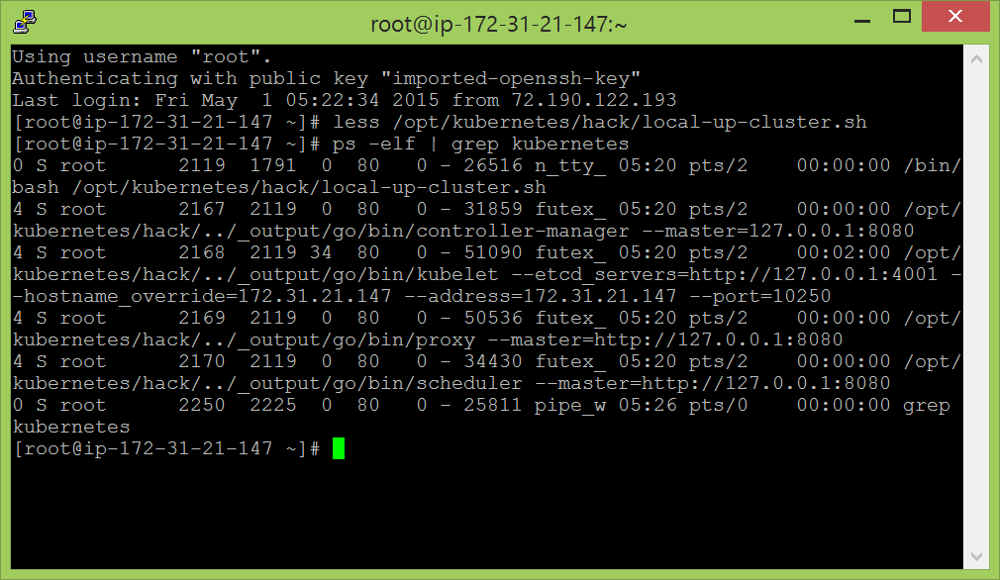 root@ip-172-31-21-147:~
Using username "root".
Authenticating with public key "imported-openssh-key"
Last login: Fri May  1 05:22:34 2015 from 72.190.122.193
[root@ip-172-31-21-147 ~]# less /opt/kubernetes/hack/local-up-cluster.sh
[root@ip-172-31-21-147 ~]# ps -elf | grep kubernetes
0 S root      2119  1791  0  80   0 - 26516 n_tty_ 05:20 pts/2    00:00:00 /bin/
bash /opt/kubernetes/hack/local-up-cluster.sh
4 S root      2167  2119  0  80   0 - 31859 futex_ 05:20 pts/2    00:00:00 /opt/
kubernetes/hack/../_output/go/bin/controller-manager --master=127.0.0.1:8080
4 S root      2168  2119 34  80   0 - 51090 futex_ 05:20 pts/2    00:02:00 /opt/
kubernetes/hack/../_output/go/bin/kubelet --etcd_servers=http://127.0.0.1:4001 -
-hostname_override=172.31.21.147 --address=172.31.21.147 --port=10250
4 S root      2169  2119  0  80   0 - 50536 futex_ 05:20 pts/2    00:00:00 /opt/
kubernetes/hack/../_output/go/bin/proxy --master=http://127.0.0.1:8080
4 S root      2170  2119  0  80   0 - 34430 futex_ 05:20 pts/2    00:00:00 /opt/
kubernetes/hack/../_output/go/bin/scheduler --master=http://127.0.0.1:8080
0 S root      2250  2225  0  80   0 - 25811 pipe_w 05:26 pts/0    00:00:00 grep
kubernetes
[root@ip-172-31-21-147 ~]#